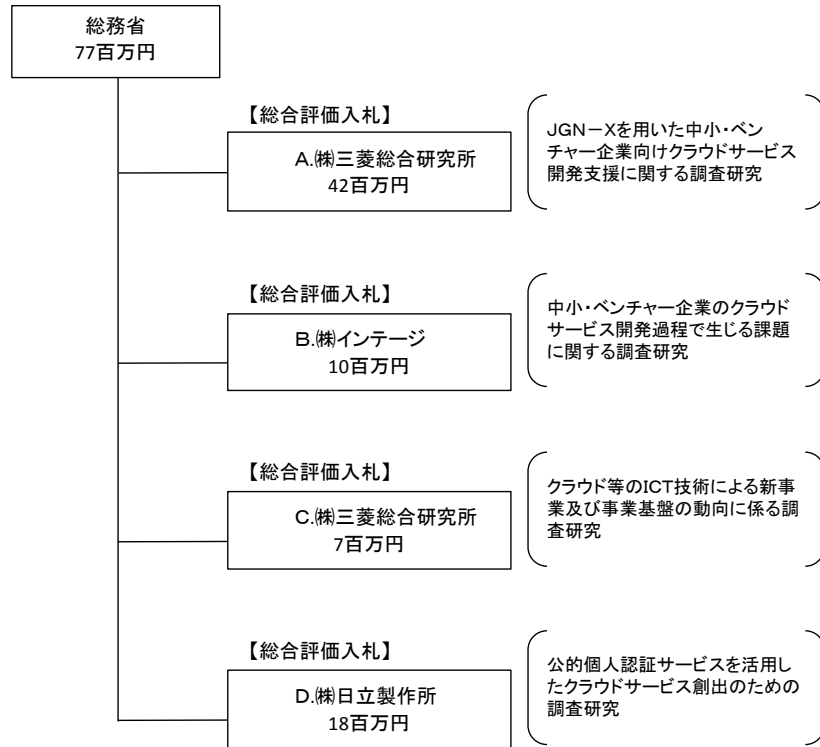 総務省
77百万円
【総合評価入札】
A.㈱三菱総合研究所
42百万円
JGN－Xを用いた中小・ベン
チャー企業向けクラウドサービス
開発支援に関する調査研究
【総合評価入札】
B.㈱インテージ
10百万円
中小・ベンチャー企業のクラウド
サービス開発過程で生じる課題
に関する調査研究
【総合評価入札】
C.㈱三菱総合研究所
7百万円
クラウド等のICT技術による新事
業及び事業基盤の動向に係る調
査研究
【総合評価入札】
D.㈱日立製作所
18百万円
公的個人認証サービスを活用し
たクラウドサービス創出のための
調査研究